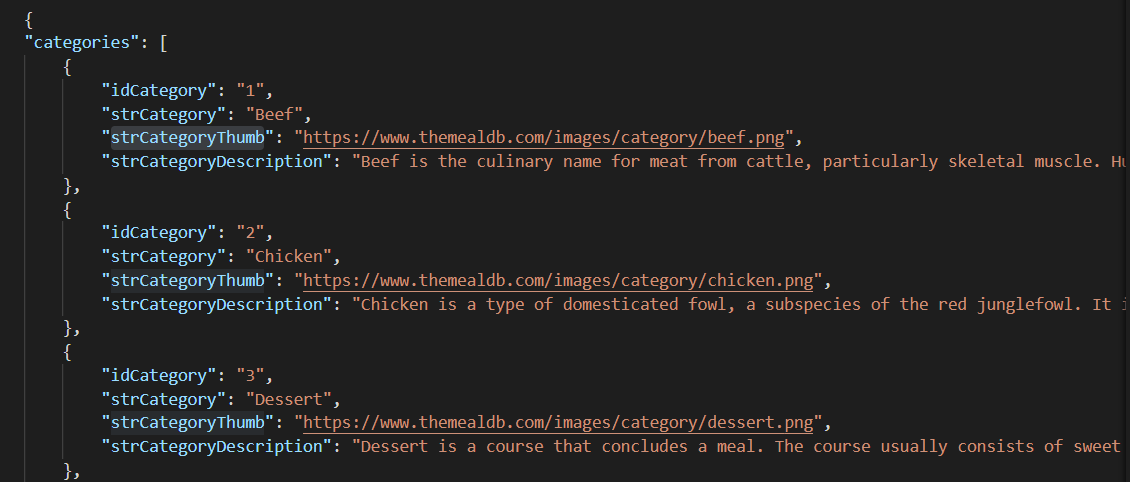 {
"categories": [
{
"idCategory": "1",
"strCategory": "Beef",
"strCategoryThumb": "https://www.themealdb.com/images/category/beef.png",
"strCategoryDescription": "Beef is the culinary name for meat from cattle, particularly skeletal muscle.
},
{
"idCategory": "2",
"strCategory": "Chicken",
"strCategoryThumb": "https://www.themealdb.com/images/category/chicken.png",
"strCategoryDescription": "Chicken is a type of domesticated fowl, a subspecies of the red junglefowl. It
},
{
"idCategory": "3",
"strCategory": "Dessert",
"strCategoryThumb": "https://www.themealdb.com/images/category/dessert.png",
"strCategoryDescription": "Dessert is a course that concludes a meal. The course usually consists of sweet
},